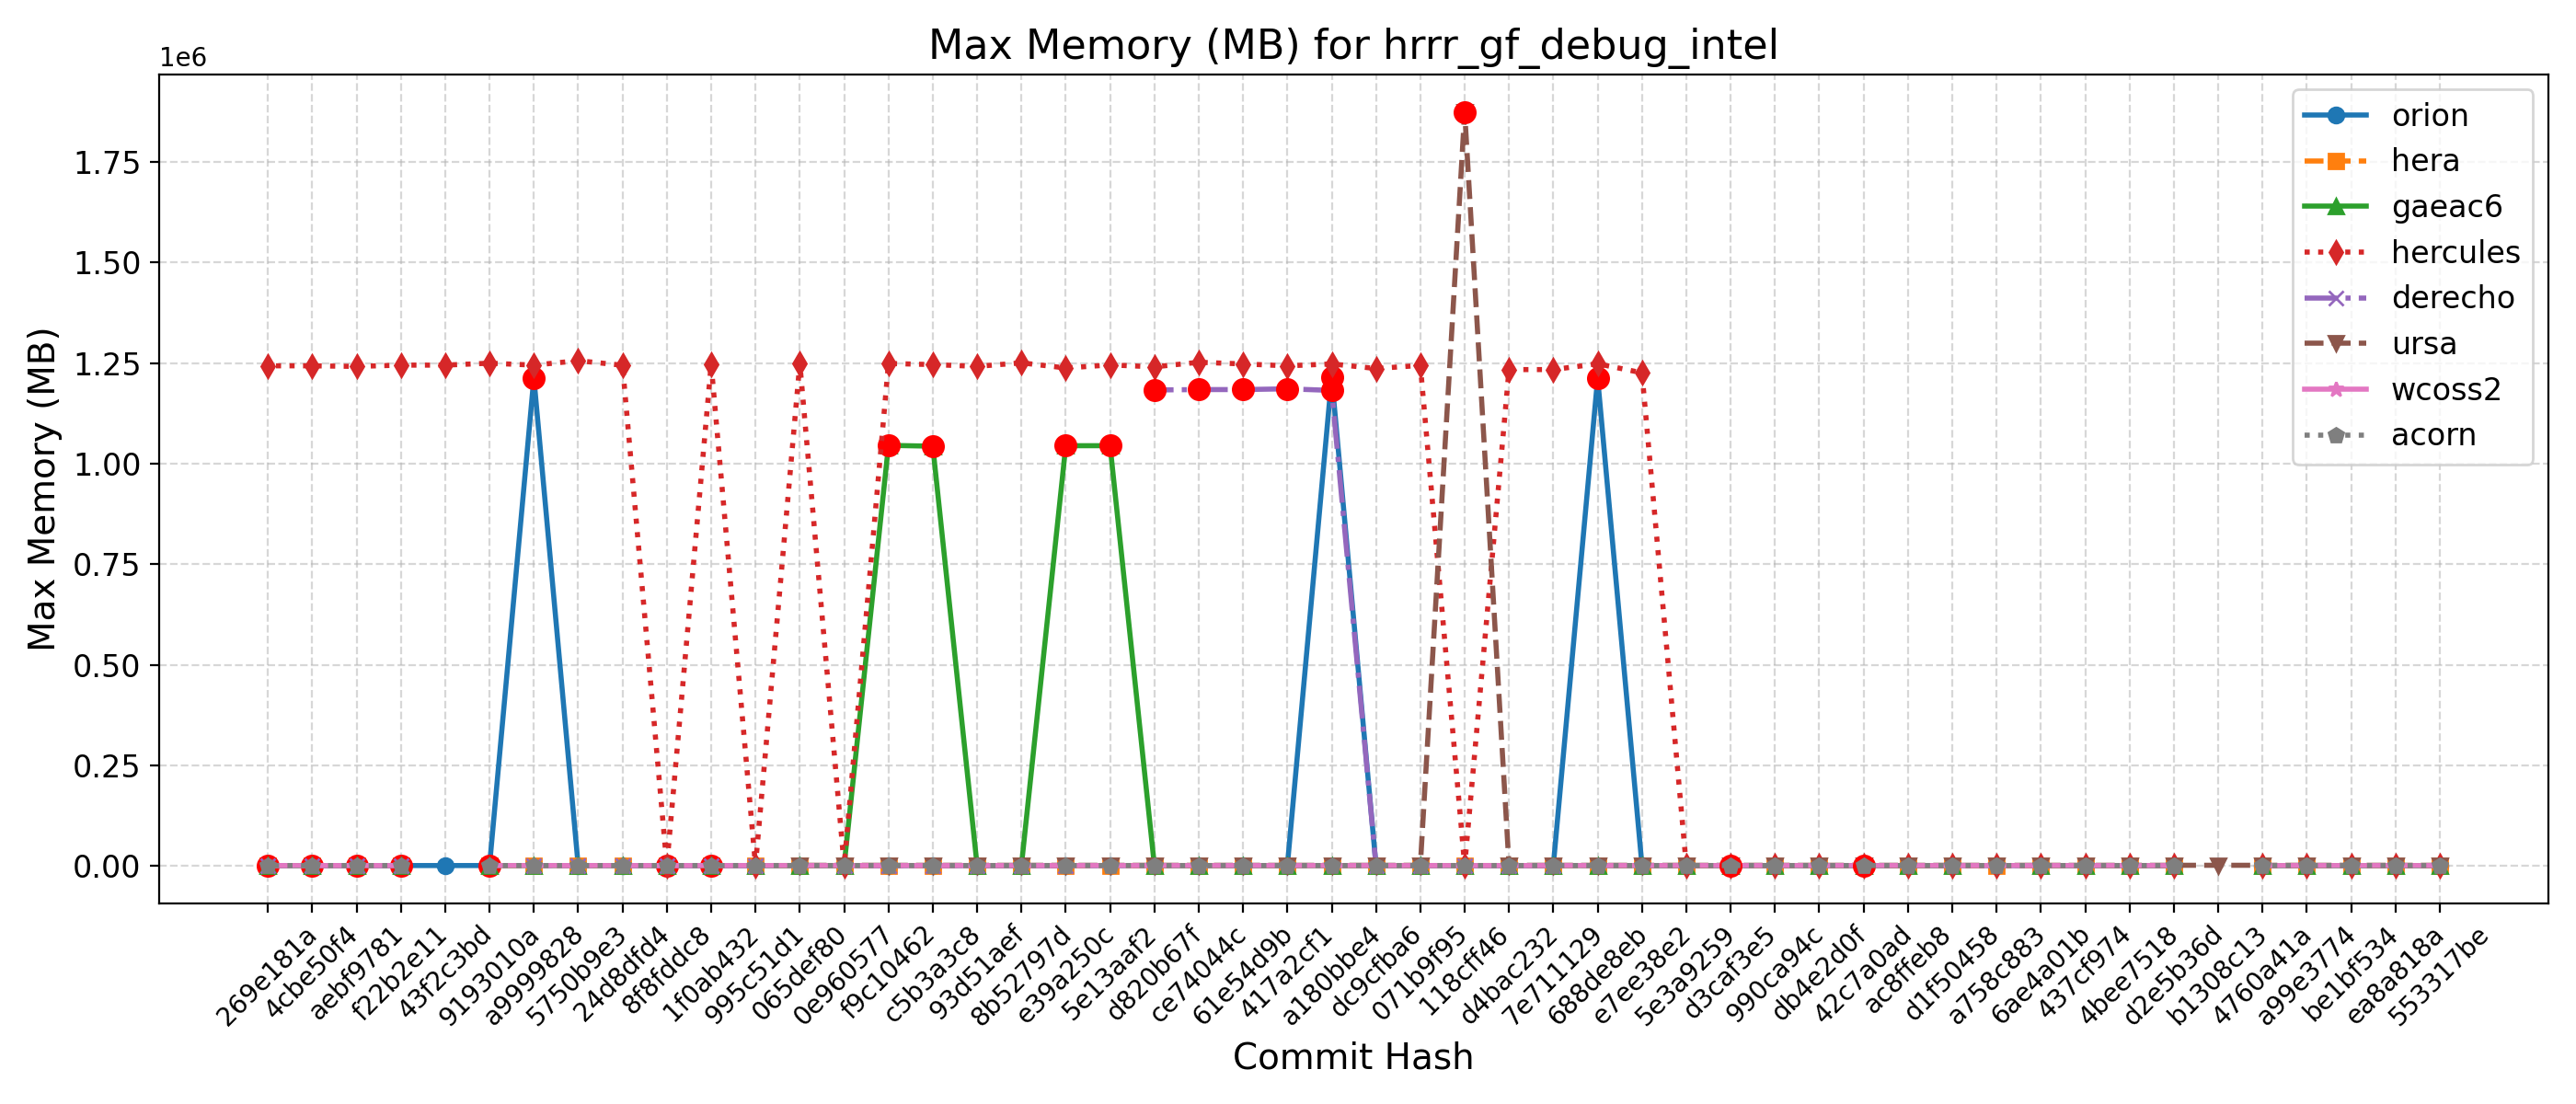 Max Memory (MB) for hrrr_gf_debug_intel
1e6
1.75
1.50
1.25
1.00
0.75
0.50
0.25
0.00
Max Memory (MB)
orion
hera
gaeac6
hercules
derecho
ursa
wcoss2
acorn
269e181a
4cbe50f4
aebf9781
f22b2e11
43f2c3bd
9193010a
a9999828
5750b9e3
24d8dfd4
8f8fddc8
1f0ab432
995c51d1
065def80
0e960577
f9c10462
c5b3a3c8
93d51aef
8b52797d
e39a250c
5e13aaf2
d820b67f
ce74044c
61e54d9b
417a2cf1
a180bbe4
dc9cfba6
071b9f95
118cff46
d4bac232
7e711129
688de8eb
e7ee38e2
5e3a9259
d3caf3e5
990ca94c
db4e2d0f
42c7a0ad
ac8ffeb8
d1f50458
a758c883
6ae4a01b
437cf974
4bee7518
d2e5b36d
b1308c13
4760a41a
a99e3774
be1bf534
ea8a818a
553317be
Commit Hash